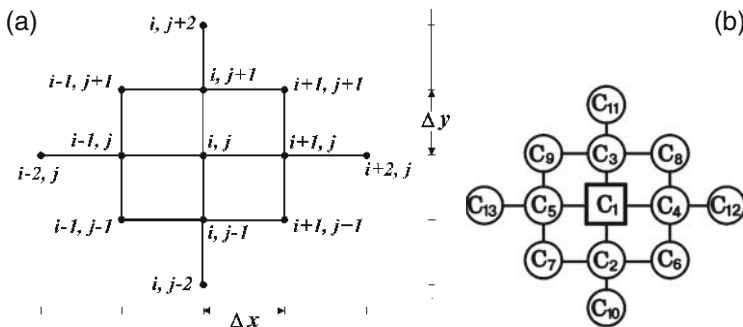 (a)
i, j+2
i-1, j+1
i, j+1
i+1, j+1
Δy
i-1, j
i, j
i+1, j
i-2, j
i+2, j
i-1, j-1
i, j-1
i+1, j-1
i, j-2
Δx
(b)
C11
C9
C3
C8
C13
C5
C1
C4
C12
C7
C2
C6
C10